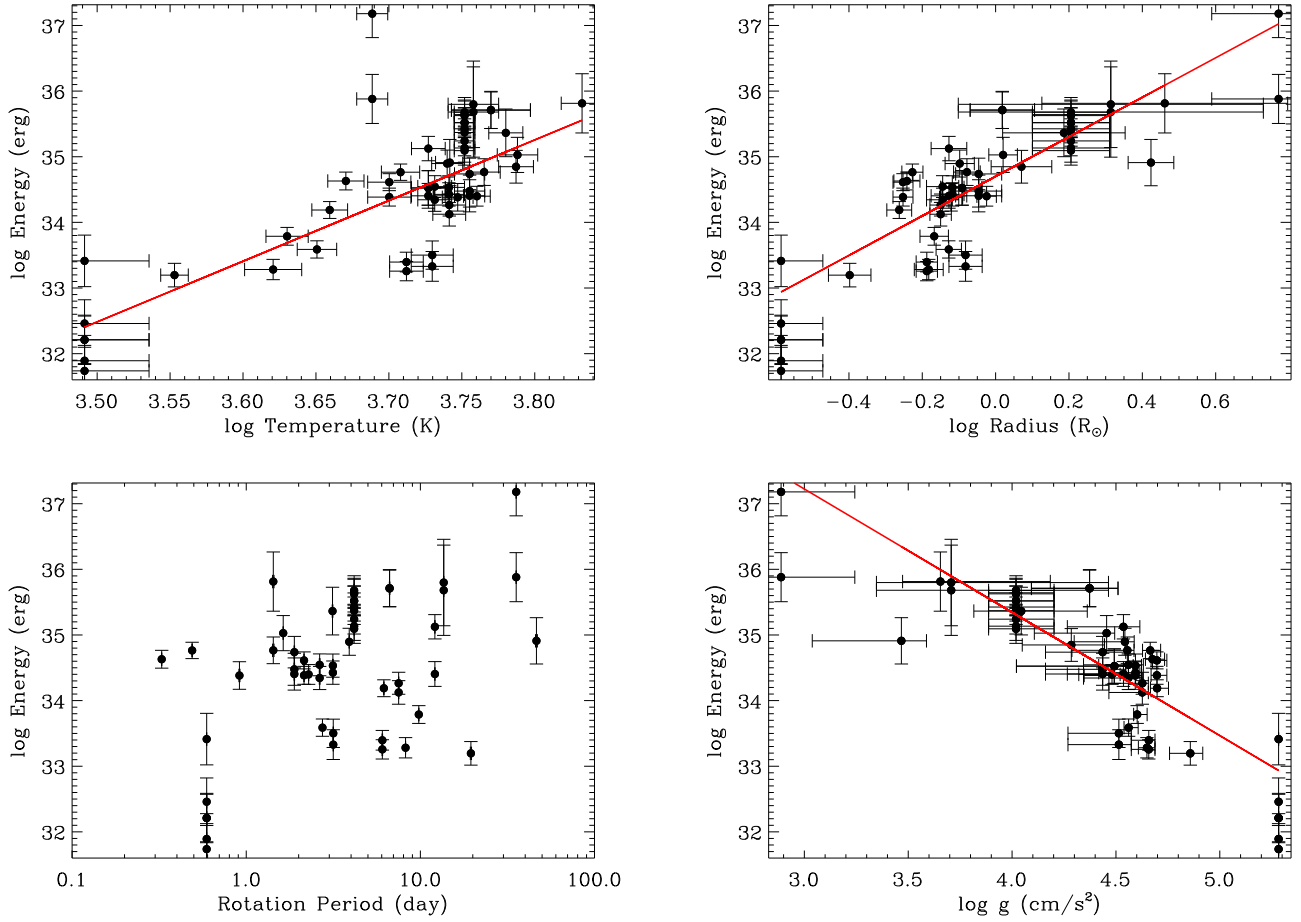 37
36
35
34
33
32
log Energy (erg)
3.50 3.55 3.60 3.65 3.70 3.75 3.80
log Temperature (K)
37
36
35
34
33
32
log Energy (erg)
−0.4 −0.2 0.0 0.2 0.4 0.6
log Radius (R☉)
37
36
35
34
33
32
log Energy (erg)
0.1 1.0 10.0 100.0
Rotation Period (day)
37
36
35
34
33
32
log Energy (erg)
3.0 3.5 4.0 4.5 5.0
log g (cm/s²)